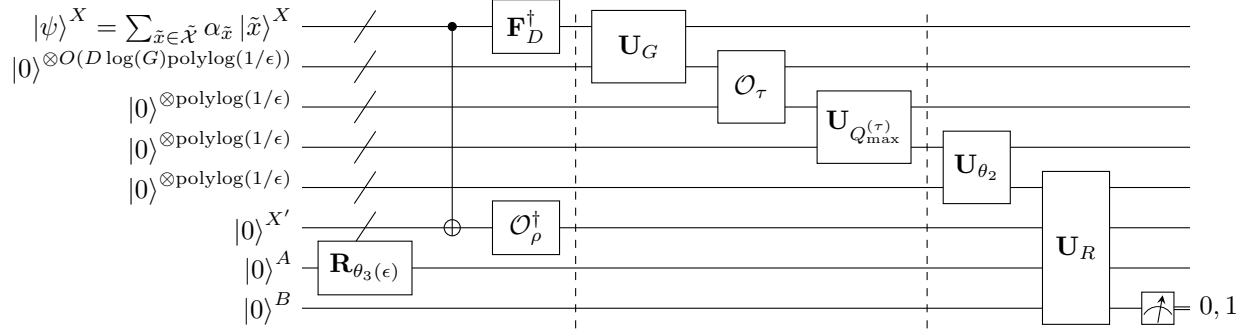 |ψ⟩^X = ∑_{x̃∈𝒳̃} α_{x̃} |x̃⟩^X
F_D^†
|0⟩^{⊗O(D log(G)polylog(1/ϵ))}
U_G
|0⟩^{⊗polylog(1/ϵ)}
𝒪_τ
|0⟩^{⊗polylog(1/ϵ)}
U_{Q_max^{(τ)}}
|0⟩^{⊗polylog(1/ϵ)}
U_{θ_2}
|0⟩^{X′}
𝒪_ρ^†
|0⟩^A
R_{θ_3(ϵ)}
U_R
|0⟩^B
0, 1